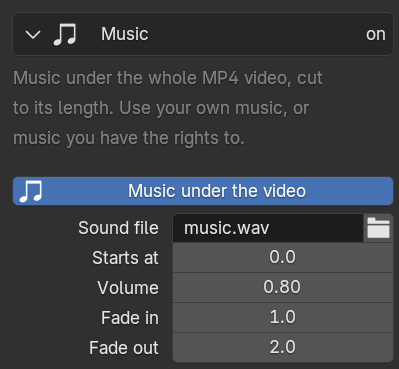 Music on
Music under the whole MP4 video, cut
to its length. Use your own music, or
music you have the rights to.
Music under the video
Sound file music.wav
Starts at 0.0
Volume 0.80
Fade in 1.0
Fade out 2.0